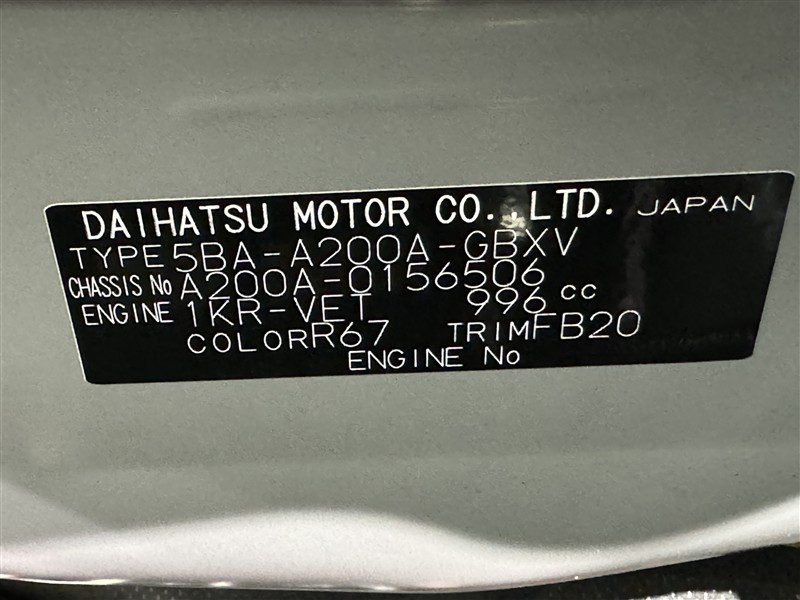 DAIHATSU MOTOR CO.,LTD. JAPAN
TYPE 5BA-A200A-GBXV
CHASSIS No A200A-0156506
ENGINE 1KR-VET 996 cc
COLOR R67 TRIM FB20
ENGINE No